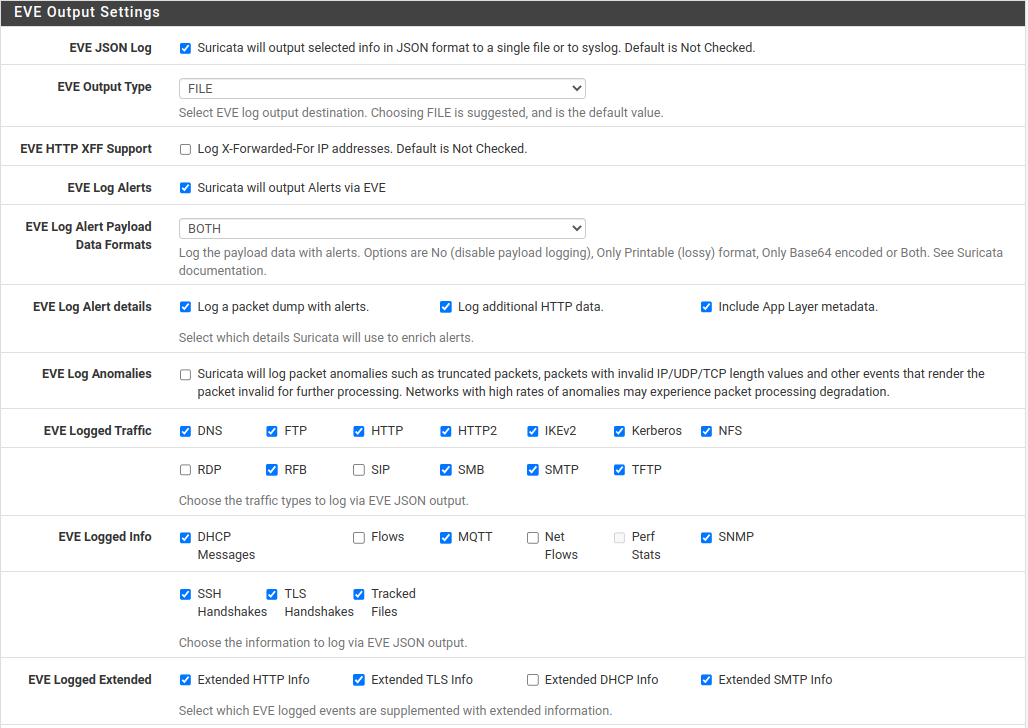 EVE Output Settings
EVE JSON Log Suricata will output selected info in JSON format to a single file or to syslog. Default is Not Checked.
EVE Output Type FILE
Select EVE log output destination. Choosing FILE is suggested, and is the default value.
EVE HTTP XFF Support Log X-Forwarded-For IP addresses. Default is Not Checked.
EVE Log Alerts Suricata will output Alerts via EVE
EVE Log Alert Payload
Data Formats
BOTH
Log the payload data with alerts. Options are No (disable payload logging), Only Printable (lossy) format, Only Base64 encoded or Both. See Suricata
documentation.
EVE Log Alert details Log a packet dump with alerts. Log additional HTTP data. Include App Layer metadata.
Select which details Suricata will use to enrich alerts.
EVE Log Anomalies Suricata will log packet anomalies such as truncated packets, packets with invalid IP/UDP/TCP length values and other events that render the
packet invalid for further processing. Networks with high rates of anomalies may experience packet processing degradation.
EVE Logged Traffic DNS FTP HTTP HTTP2 IKEv2 Kerberos NFS
RDP RFB SIP SMB SMTP TFTP
Choose the traffic types to log via EVE JSON output.
EVE Logged Info DHCP Flows MQTT Net Perf SNMP
Messages Flows Stats
SSH TLS Tracked
Handshakes Handshakes Files
Choose the information to log via EVE JSON output.
EVE Logged Extended Extended HTTP Info Extended TLS Info Extended DHCP Info Extended SMTP Info
Select which EVE logged events are supplemented with extended information.